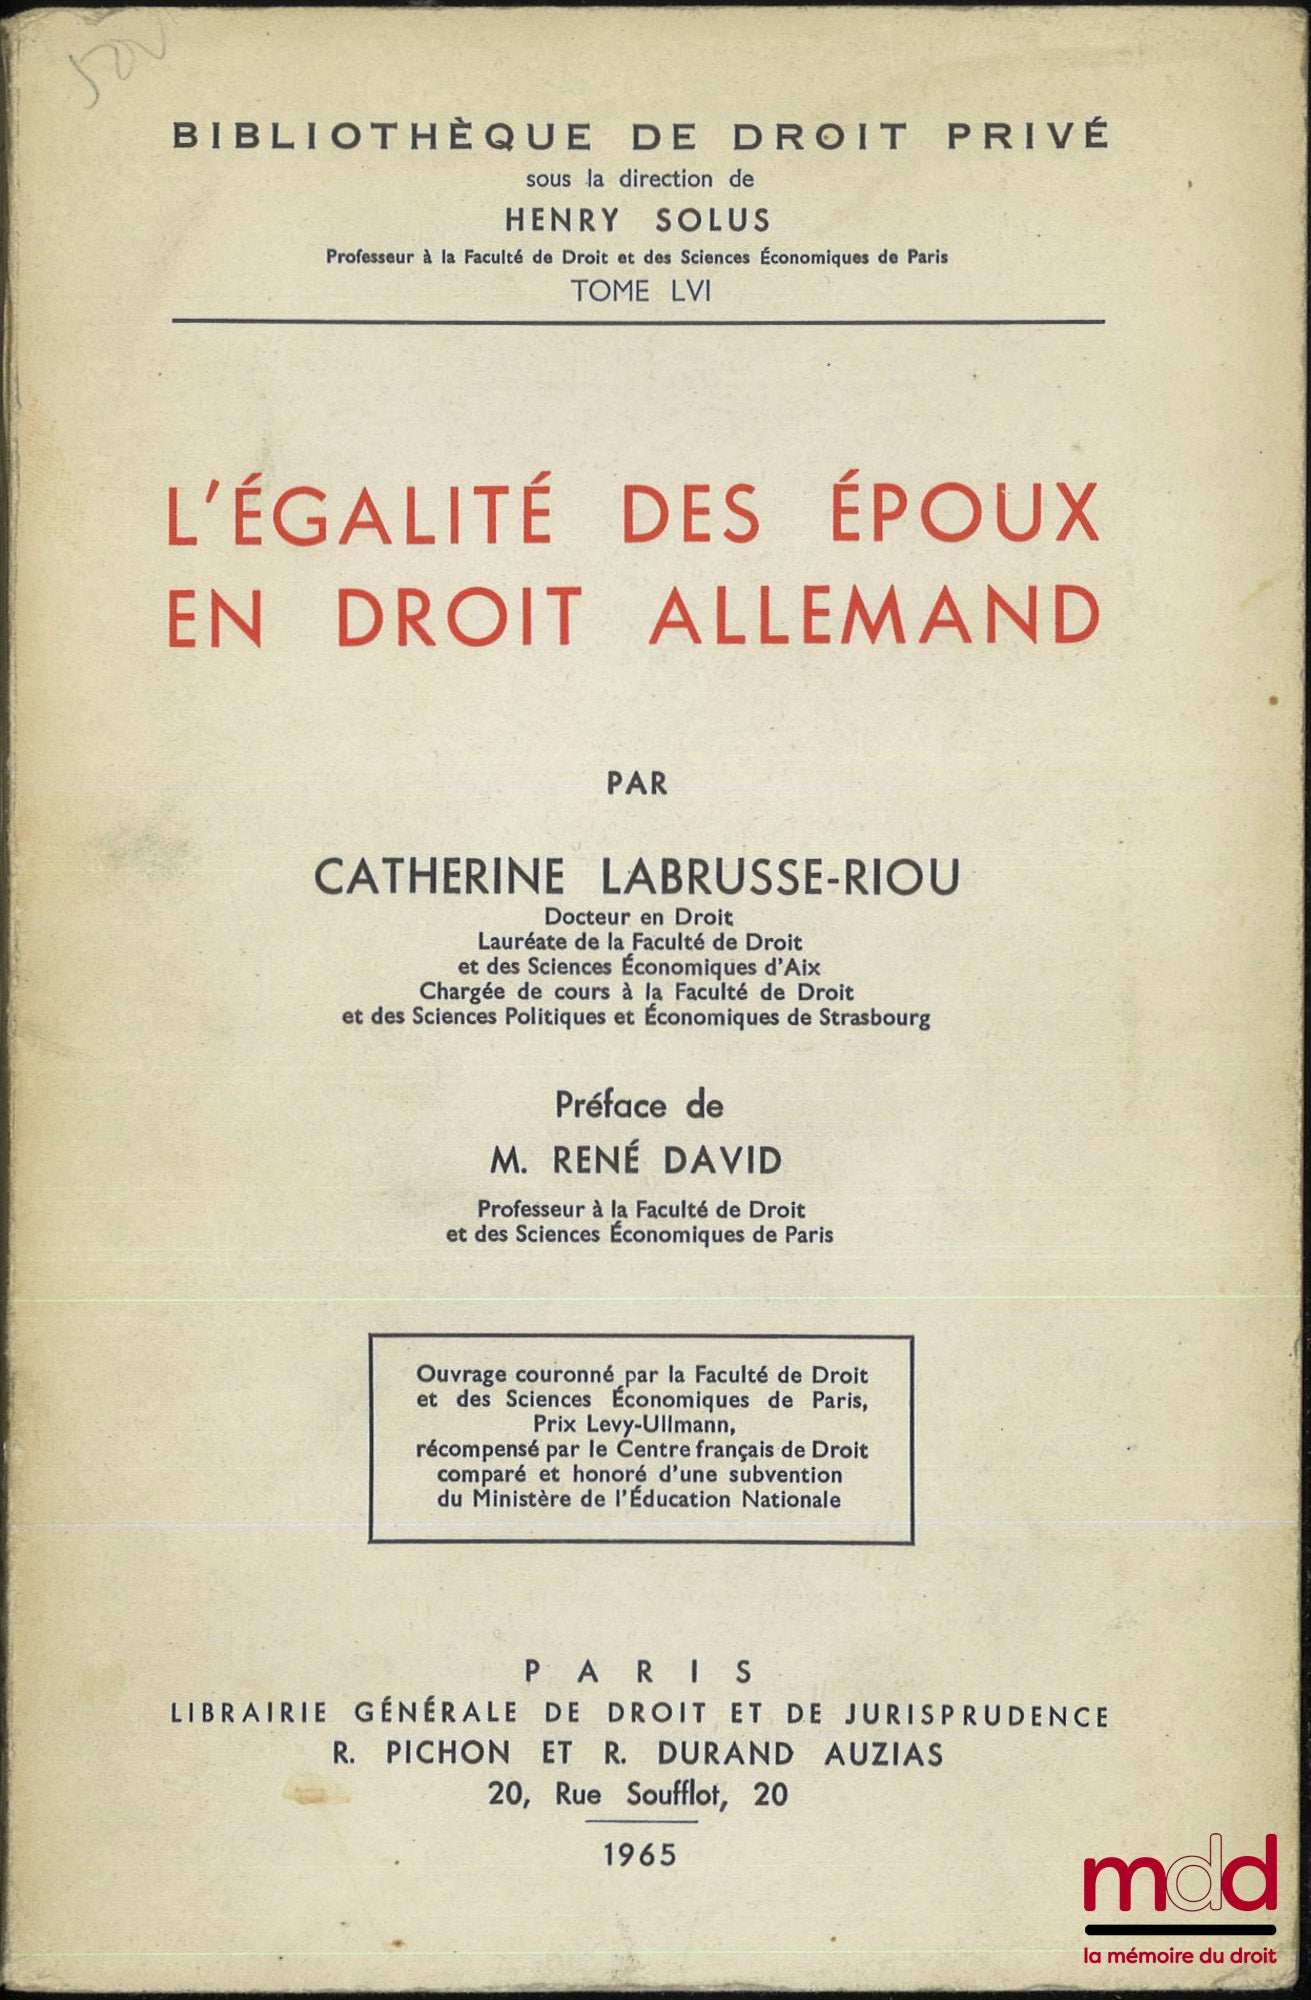 BIBLIOTHÈQUE DE DROIT PRIVÉ
sous la direction de
HENRY SOLUS
Professeur à la Faculté de Droit et des Sciences Économiques de Paris
TOME LVI
L'ÉGALITÉ DES ÉPOUX
EN DROIT ALLEMAND
PAR
CATHERINE LABRUSSE-RIOU
Docteur en Droit
Lauréate de la Faculté de Droit
et des Sciences Économiques d'Aix
Chargée de cours à la Faculté de Droit
et des Sciences Politiques et Économiques de Strasbourg
Préface de
M. RENÉ DAVID
Professeur à la Faculté de Droit
et des Sciences Économiques de Paris
Ouvrage couronné par la Faculté de Droit
et des Sciences Économiques de Paris,
Prix Levy-Ullmann,
récompensé par le Centre français de Droit
comparé et honoré d'une subvention
du Ministère de l'Éducation Nationale
PARIS
LIBRAIRIE GÉNÉRALE DE DROIT ET DE JURISPRUDENCE
R. PICHON ET R. DURAND AUZIAS
20, Rue Soufflot, 20
1965
mdd
la mémoire du droit